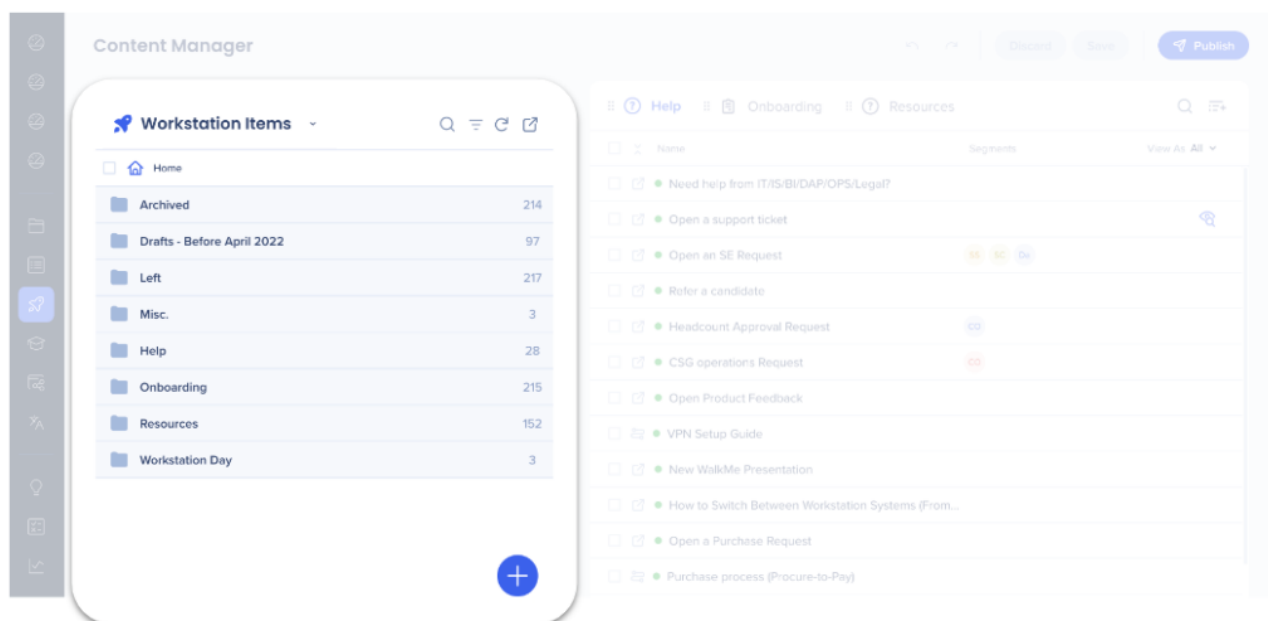 Content Manager
Discard
Save
Publish
Workstation Items
Home
Archived 214
Drafts - Before April 2022 97
Left 217
Misc. 3
Help 28
Onboarding 215
Resources 152
Workstation Day 3
Help Onboarding Resources
Name Segments View As All
Need help from IT/IS/BI/DAP/OPS/Legal?
Open a support ticket
Open an SE Request SC De
Refer a candidate
Headcount Approval Request CO
CSG operations Request CO
Open Product Feedback
VPN Setup Guide
New WalkMe Presentation
How to Switch Between Workstation Systems (From...
Open a Purchase Request
Purchase process (Procure-to-Pay)